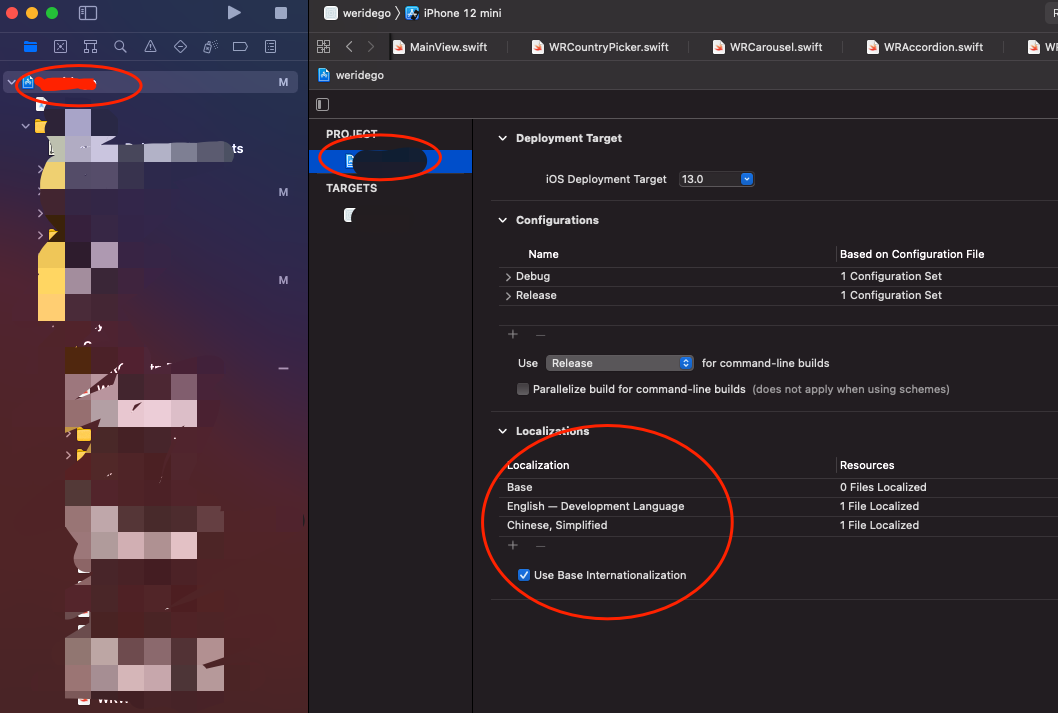 weridego 〉 iPhone 12 mini
R
MainView.swift
WRCountryPicker.swift
WRCarousel.swift
WRAccordion.swift
weridego
M
PROJECT
TARGETS
ts
M
M
Deployment Target
iOS Deployment Target 13.0
Configurations
Name Based on Configuration File
Debug 1 Configuration Set
Release 1 Configuration Set
+ —
Use Release for command-line builds
Parallelize build for command-line builds (does not apply when using schemes)
Localizations
Localization Resources
Base 0 Files Localized
English — Development Language 1 File Localized
Chinese, Simplified 1 File Localized
+ —
Use Base Internationalization